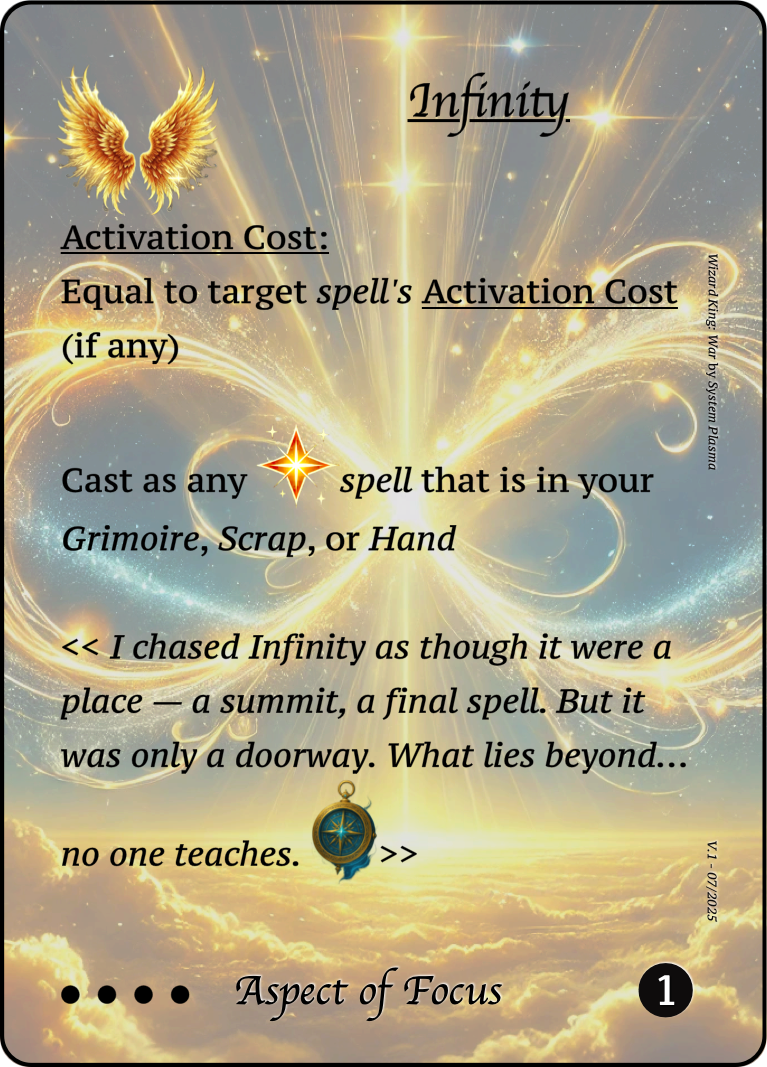 Infinity
Activation Cost:
Equal to target spell's Activation Cost
(if any)
Cast as any spell that is in your
Grimoire, Scrap, or Hand
<< I chased Infinity as though it were a
place — a summit, a final spell. But it
was only a doorway. What lies beyond...
no one teaches. >>
Aspect of Focus
1
Wizard King: War by System Plasma
V.1 - 07/2025